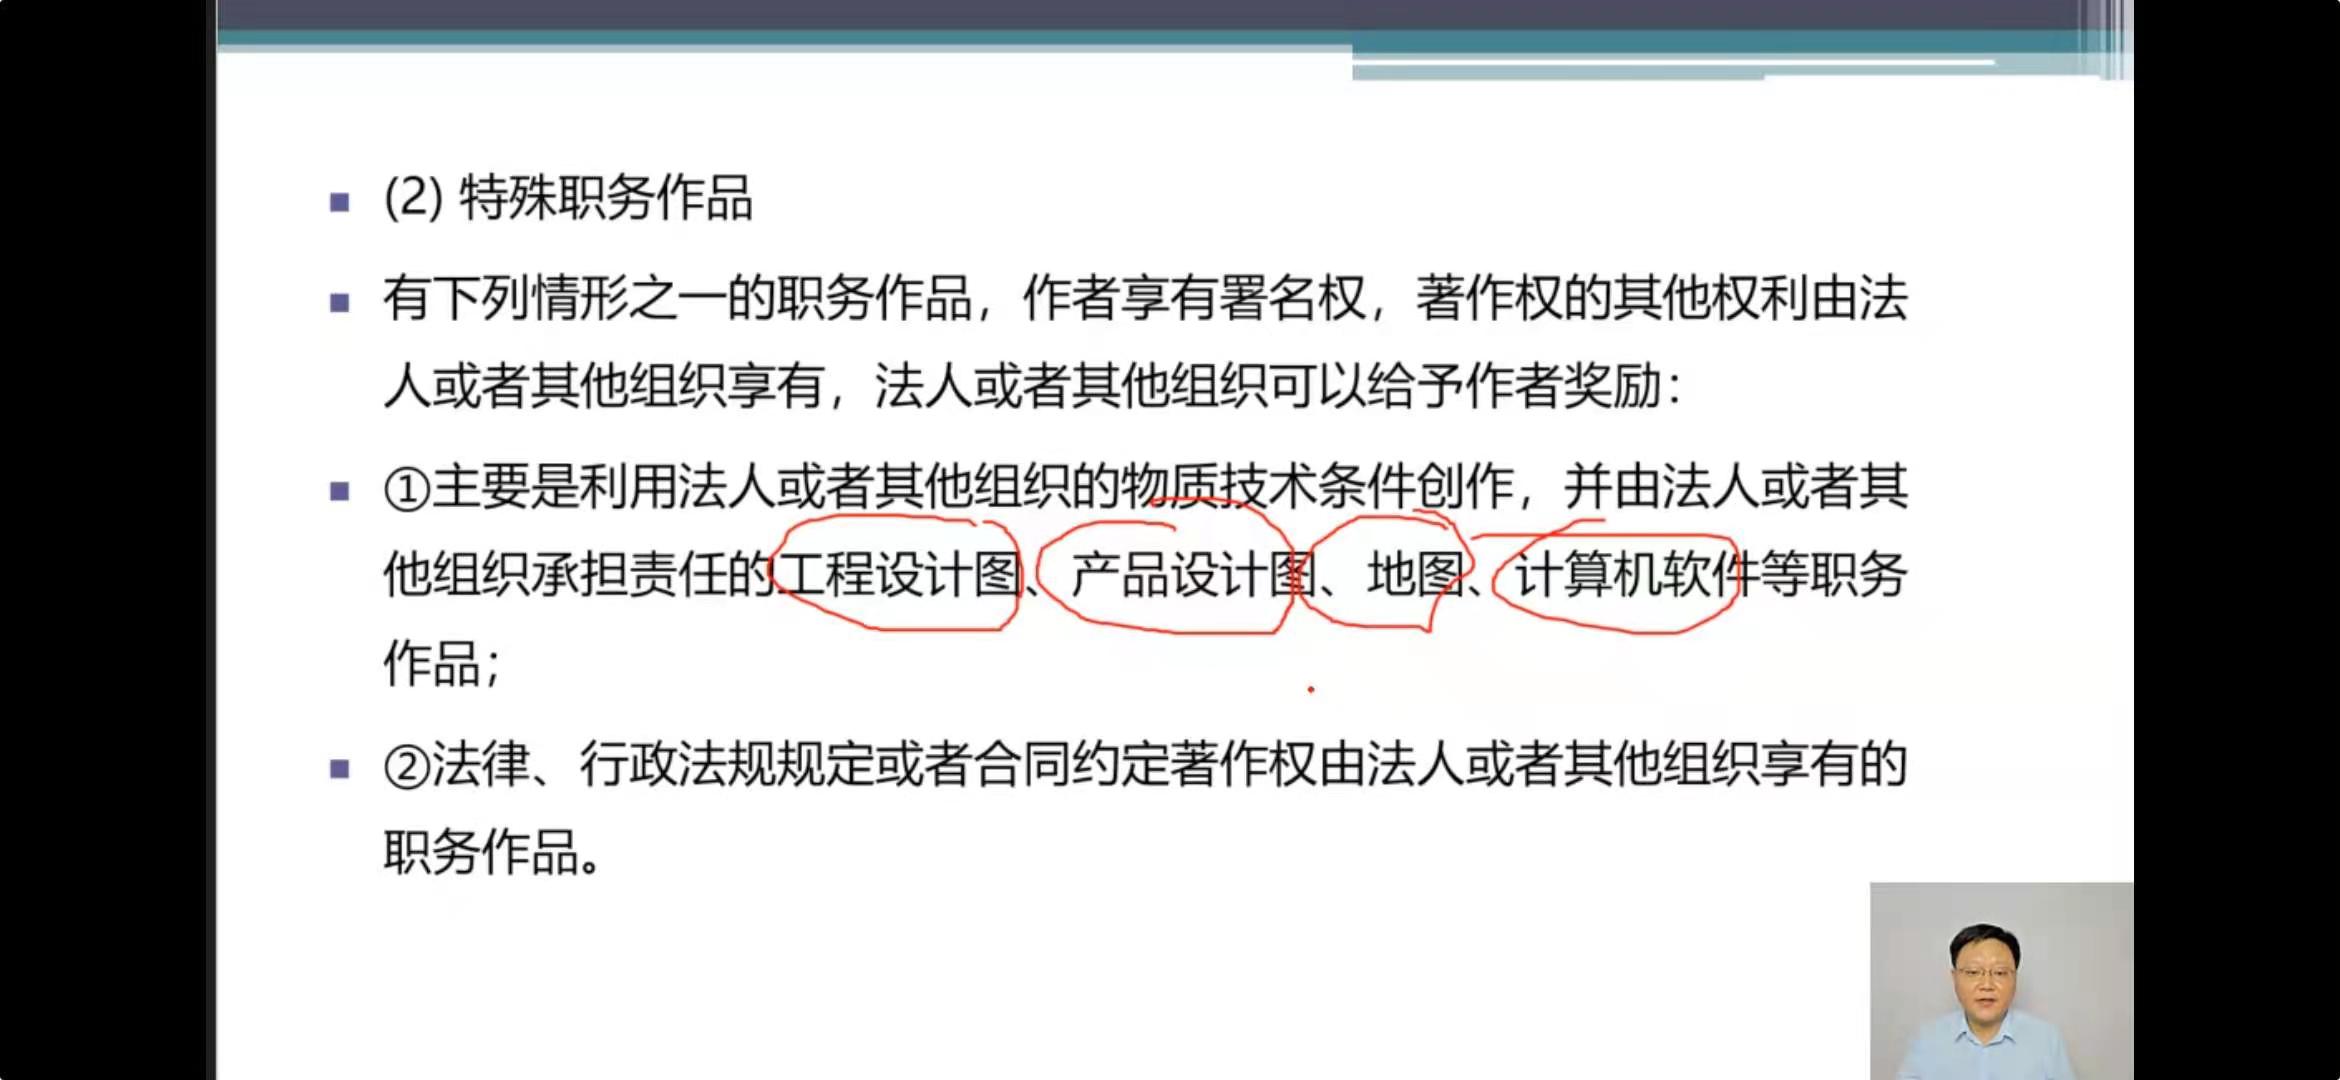 (2) 特殊职务作品
有下列情形之一的职务作品，作者享有署名权，著作权的其他权利由法
人或者其他组织享有，法人或者其他组织可以给予作者奖励：
①主要是利用法人或者其他组织的物质技术条件创作，并由法人或者其
他组织承担责任的工程设计图、产品设计图、地图、计算机软件等职务
作品；
②法律、行政法规规定或者合同约定著作权由法人或者其他组织享有的
职务作品。